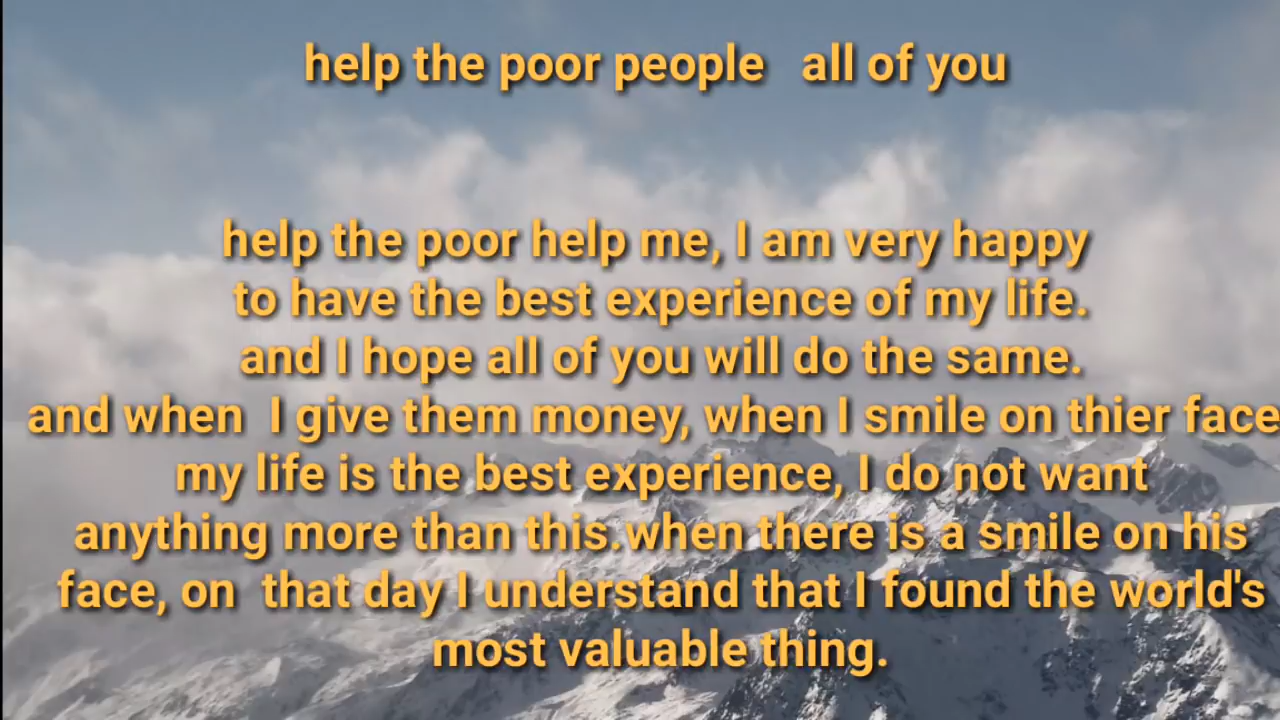 help the poor people   all of you
help the poor help me, I am very happy
to have the best experience of my life.
and I hope all of you will do the same.
and when  I give them money, when I smile on thier face
my life is the best experience, I do not want
anything more than this.when there is a smile on his
face, on  that day I understand that I found the world's
most valuable thing.